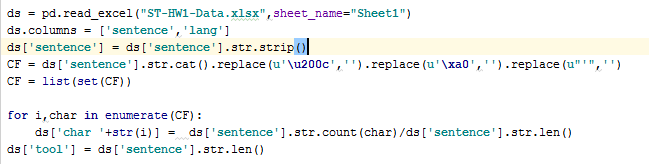 ds = pd.read_excel("ST-HW1-Data.xlsx",sheet_name="Sheet1")
ds.columns = ['sentence','lang']
ds['sentence'] = ds['sentence'].str.strip()
CF = ds['sentence'].str.cat().replace(u'\u200c','').replace(u'\xa0','').replace(u"'",'')
CF = list(set(CF))
for i,char in enumerate(CF):
ds['char '+str(i)] = ds['sentence'].str.count(char)/ds['sentence'].str.len()
ds['tool'] = ds['sentence'].str.len()